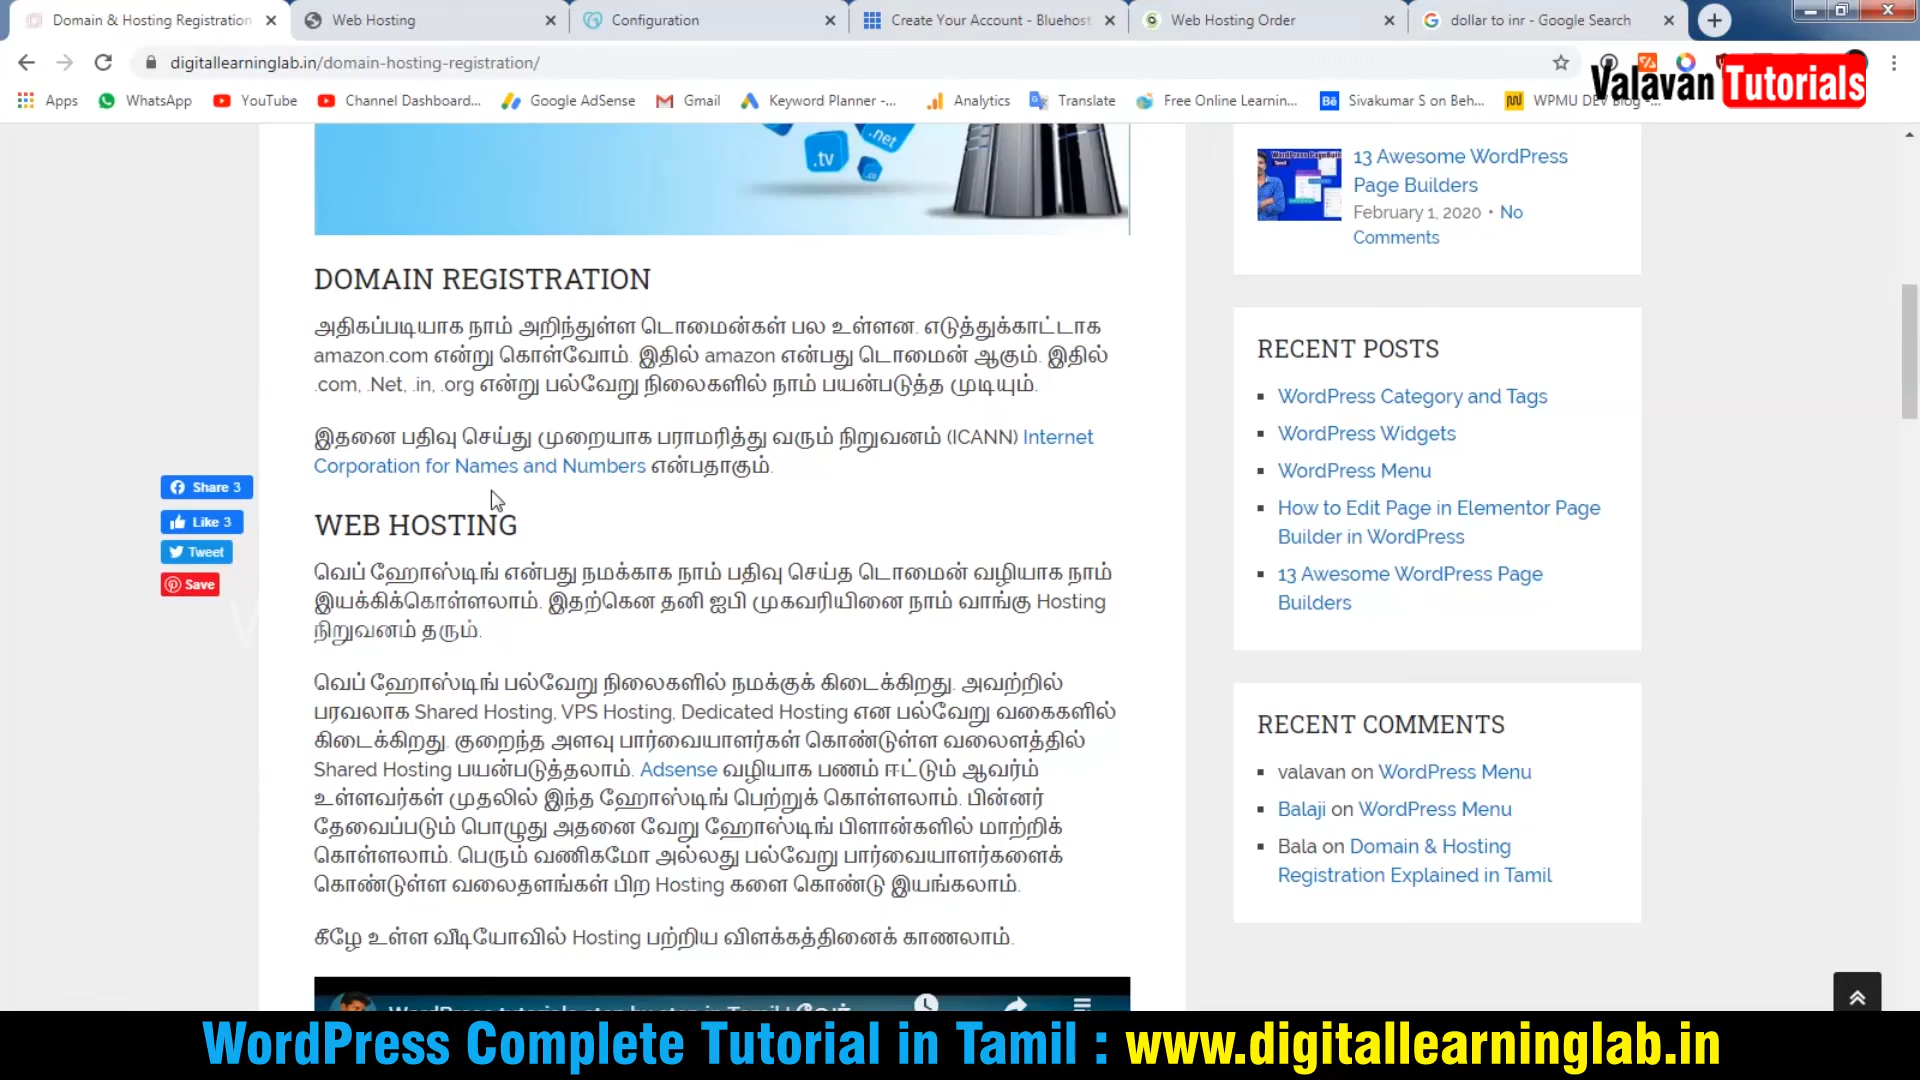 Domain & Hosting Registration
Web Hosting
Configuration
Create Your Account - Bluehost
Web Hosting Order
dollar to inr - Google Search
digitallearninglab.in/domain-hosting-registration/
Valavan Tutorials
Apps
WhatsApp
YouTube
Channel Dashboard...
Google AdSense
Gmail
Keyword Planner -...
Analytics
Translate
Free Online Learnin...
Sivakumar S on Beh...
WPMU DEV Blog -...
.tv
.net
.co
DOMAIN REGISTRATION
அதிகப்படியாக நாம் அறிந்துள்ள டொமைன்கள் பல உள்ளன. எடுத்துக்காட்டாக
amazon.com என்று கொள்வோம். இதில் amazon என்பது டொமைன் ஆகும். இதில்
.com, .Net, .in, .org என்று பல்வேறு நிலைகளில் நாம் பயன்படுத்த முடியும்.
இதனை பதிவு செய்து முறையாக பராமரித்து வரும் நிறுவனம் (ICANN) Internet
Corporation for Names and Numbers என்பதாகும்.
WEB HOSTING
வெப் ஹோஸ்டிங் என்பது நமக்காக நாம் பதிவு செய்த டொமைன் வழியாக நாம்
இயக்கிக்கொள்ளலாம். இதற்கென தனி ஐபி முகவரியினை நாம் வாங்கு Hosting
நிறுவனம் தரும்.
வெப் ஹோஸ்டிங் பல்வேறு நிலைகளில் நமக்குக் கிடைக்கிறது. அவற்றில்
பரவலாக Shared Hosting, VPS Hosting, Dedicated Hosting என பல்வேறு வகைகளில்
கிடைக்கிறது. குறைந்த அளவு பார்வையாளர்கள் கொண்டுள்ள வலைளத்தில்
Shared Hosting பயன்படுத்தலாம். Adsense வழியாக பணம் ஈட்டும் ஆவர்ம்
உள்ளவர்கள் முதலில் இந்த ஹோஸ்டிங் பெற்றுக் கொள்ளலாம். பின்னர்
தேவைப்படும் பொழுது அதனை வேறு ஹோஸ்டிங் பிளான்களில் மாற்றிக்
கொள்ளலாம். பெரும் வணிகமோ அல்லது பல்வேறு பார்வையாளர்களைக்
கொண்டுள்ள வலைதளங்கள் பிற Hosting களை கொண்டு இயங்கலாம்.
கீழே உள்ள வீடியோவில் Hosting பற்றிய விளக்கத்தினைக் காணலாம்.
Share 3
Like 3
Tweet
Save
13 Awesome WordPress
Page Builders
February 1, 2020 • No
Comments
RECENT POSTS
WordPress Category and Tags
WordPress Widgets
WordPress Menu
How to Edit Page in Elementor Page
Builder in WordPress
13 Awesome WordPress Page
Builders
RECENT COMMENTS
valavan on WordPress Menu
Balaji on WordPress Menu
Bala on Domain & Hosting
Registration Explained in Tamil
WordPress Complete Tutorial in Tamil : www.digitallearninglab.in